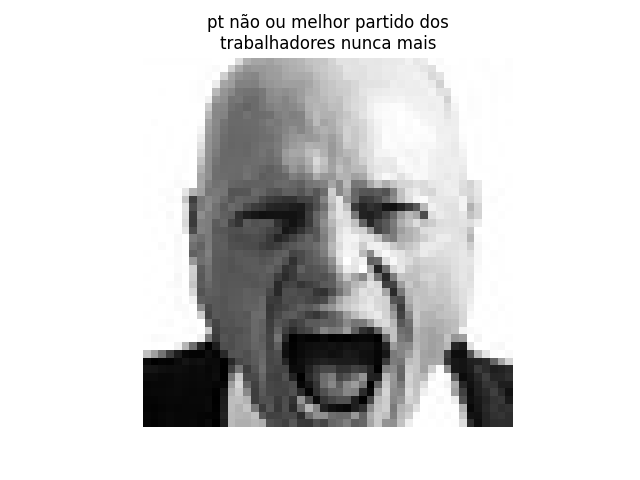 pt não ou melhor partido dos
trabalhadores nunca mais